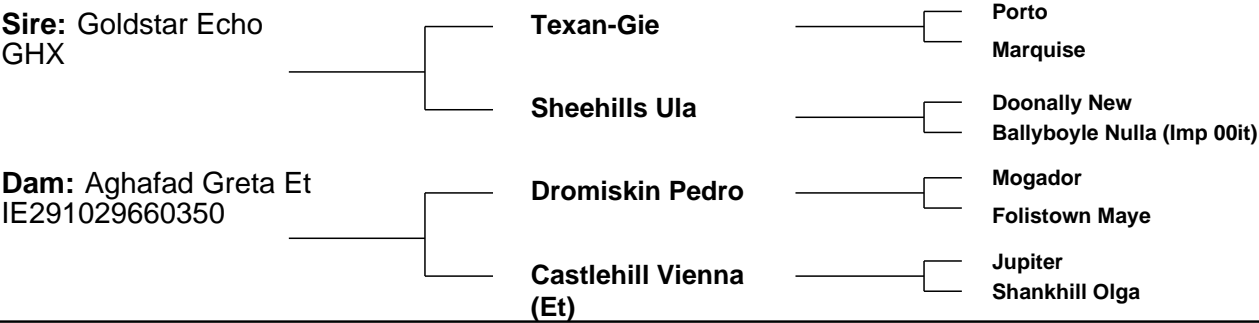 Sire: Goldstar Echo
GHX
Texan-Gie
Porto
Marquise
Sheehills Ula
Doonally New
Ballyboyle Nulla (Imp 00it)
Dam: Aghafad Greta Et
IE291029660350
Dromiskin Pedro
Mogador
Folistown Maye
Castlehill Vienna
(Et)
Jupiter
Shankhill Olga